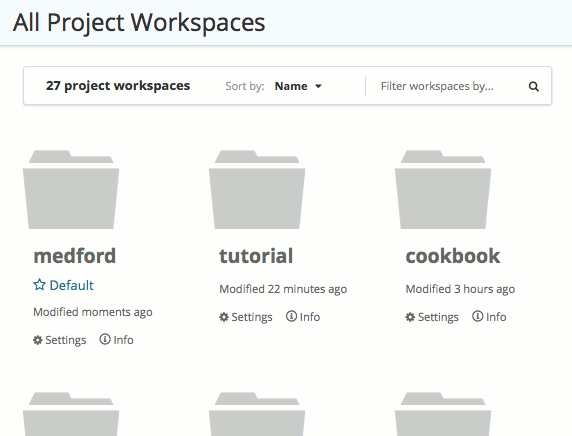 All Project Workspaces
27 project workspaces Sort by: Name Filter workspaces by...
medford tutorial cookbook
Default
Modified 22 minutes ago Modified 3 hours ago
Modified moments ago
Settings Info Settings Info
Settings Info